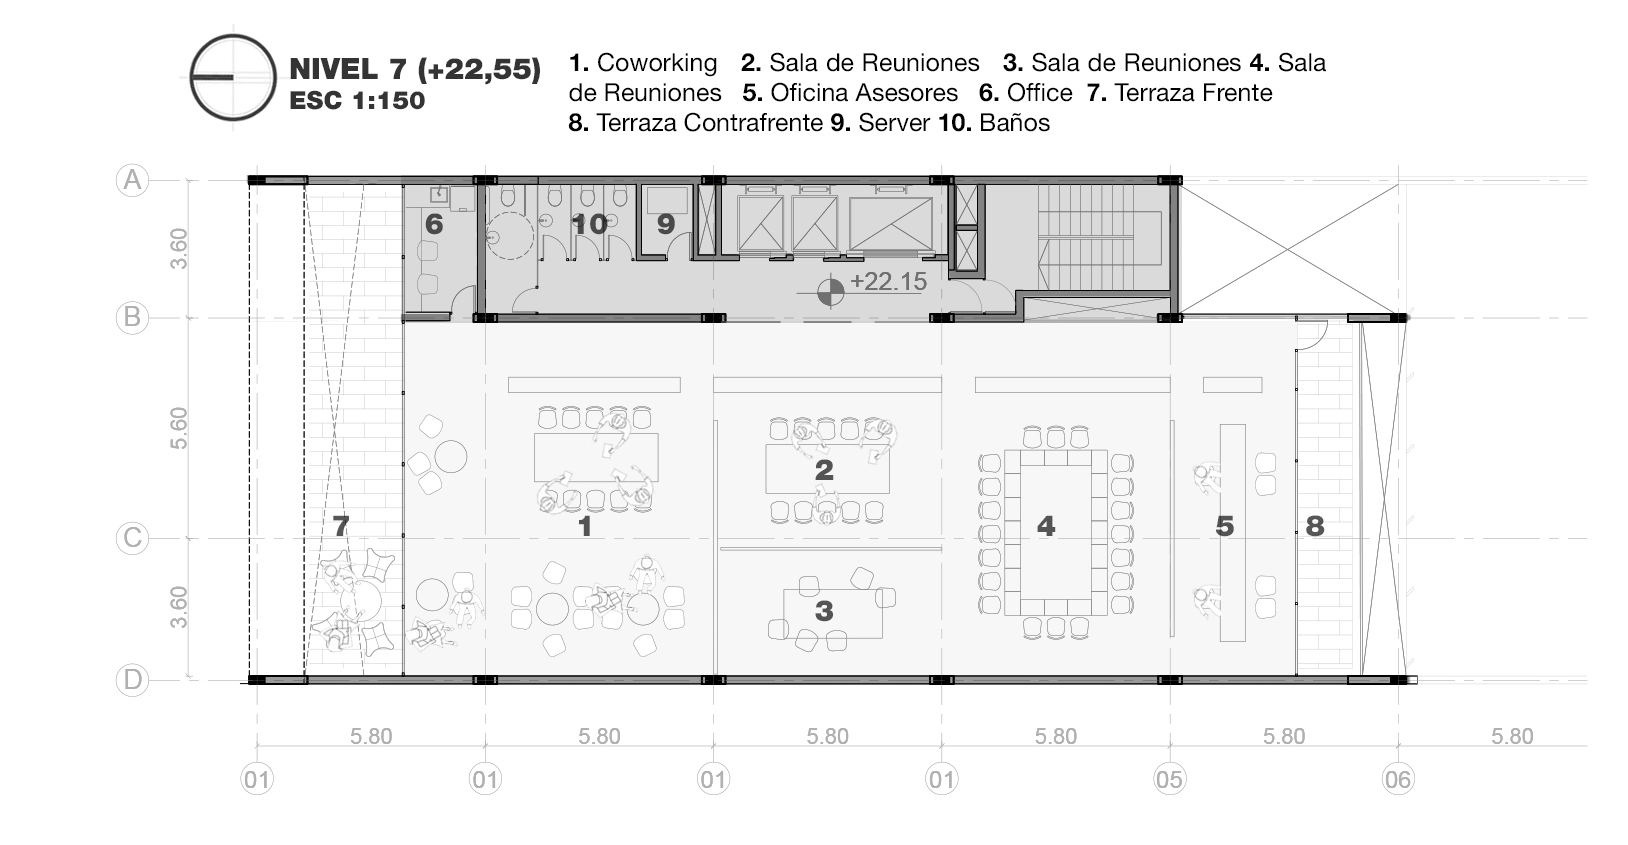 NIVEL 7 (+22,55)
ESC 1:150
1. Coworking 2. Sala de Reuniones 3. Sala de Reuniones 4. Sala
de Reuniones 5. Oficina Asesores 6. Office 7. Terraza Frente
8. Terraza Contrafrente 9. Server 10. Baños
A
6
10
9
3.60
+22.15
B
5.60
2
7
1
4
5
8
C
3.60
3
D
5.80 5.80 5.80 5.80 5.80 5.80
01 01 01 01 05 06